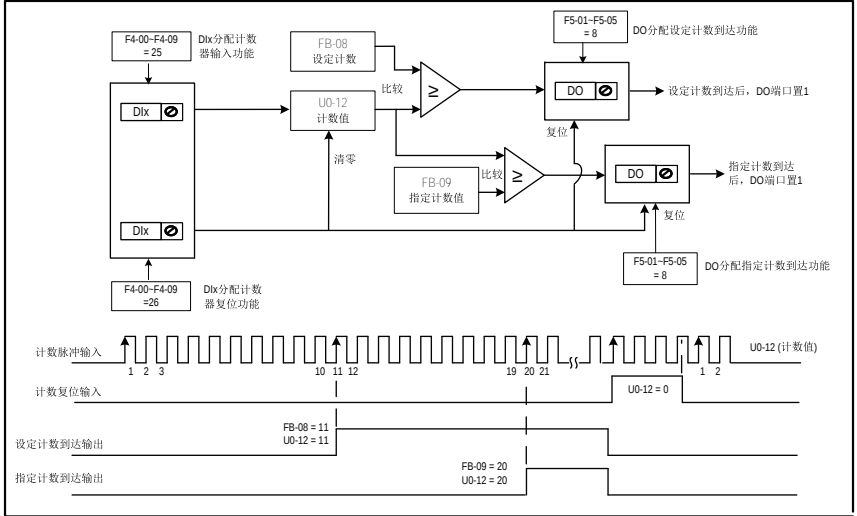 F4-00~F4-09
= 25
DIx分配计数
器输入功能
FB-08
设定计数
F5-01~F5-05
= 8
DO分配设定计数到达功能
DIx
U0-12
计数值
比较
≥
DO
设定计数到达后，DO端口置1
复位
清零
FB-09
指定计数值
比较
≥
DO
指定计数到达
后，DO端口置1
复位
DIx
F4-00~F4-09
=26
DIx分配计数
器复位功能
F5-01~F5-05
= 8
DO分配指定计数到达功能
计数脉冲输入
U0-12 (计数值)
1 2 3 10 11 12 19 20 21 1 2
计数复位输入
U0-12 = 0
FB-08 = 11
U0-12 = 11
设定计数到达输出
FB-09 = 20
U0-12 = 20
指定计数到达输出